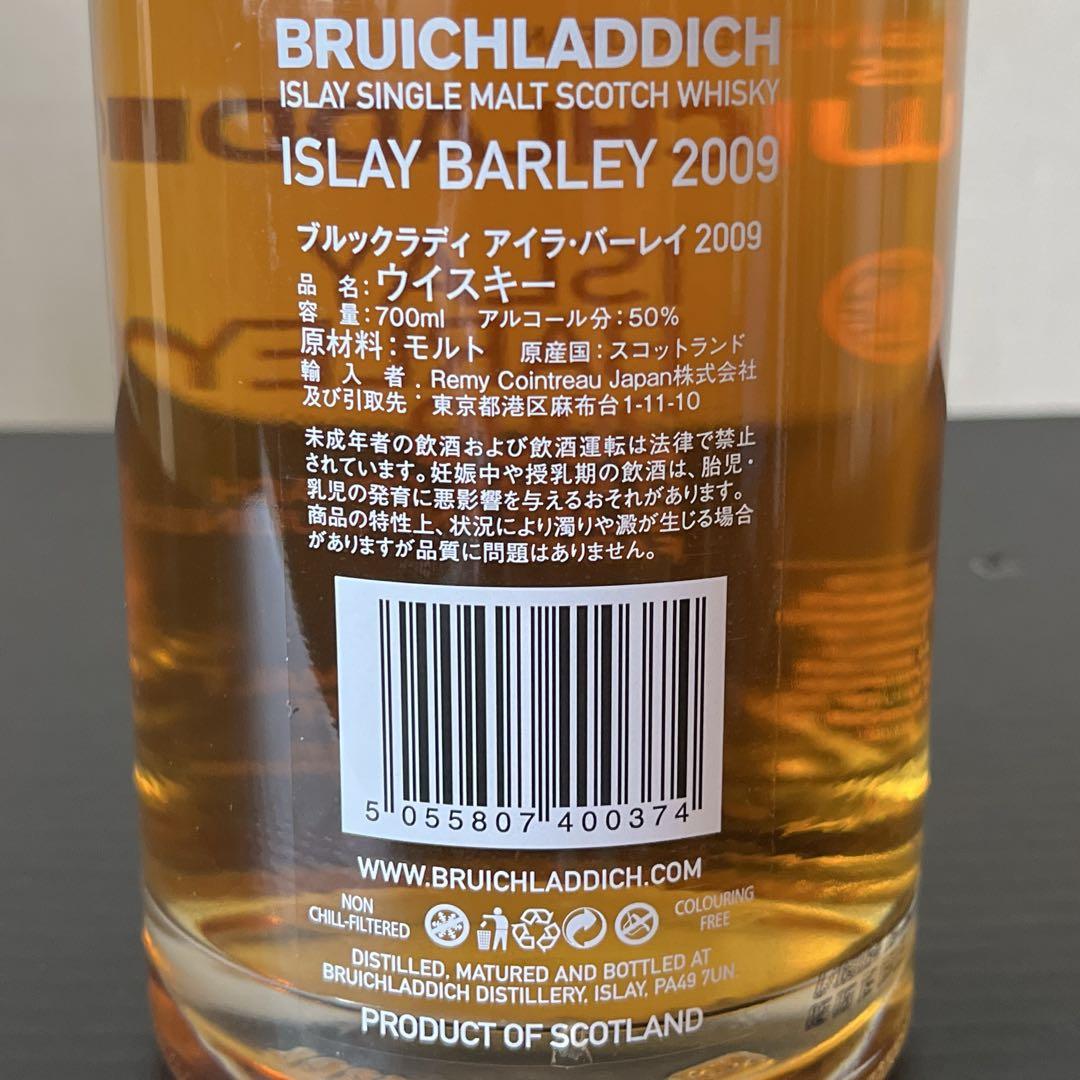 BRUICHLADDICH
ISLAY SINGLE MALT SCOTCH WHISKY
ISLAY BARLEY 2009
ブルックラディ アイラ・バーレイ 2009
品 名：ウイスキー
容 量：700ml アルコール分：50%
原材料：モルト 原産国：スコットランド
輸 入 者 . Remy Cointreau Japan株式会社
及び引取先 : 東京都港区麻布台1-11-10
未成年者の飲酒および飲酒運転は法律で禁止
されています。妊娠中や授乳期の飲酒は、胎児・
乳児の発育に悪影響を与えるおそれがあります。
商品の特性上、状況により濁りや澱が生じる場合
がありますが品質に問題はありません。
5 055807 400374
WWW.BRUICHLADDICH.COM
NON
CHILL-FILTERED
COLOURING
FREE
DISTILLED, MATURED AND BOTTLED AT
BRUICHLADDICH DISTILLERY, ISLAY, PA49 7UN.
PRODUCT OF SCOTLAND